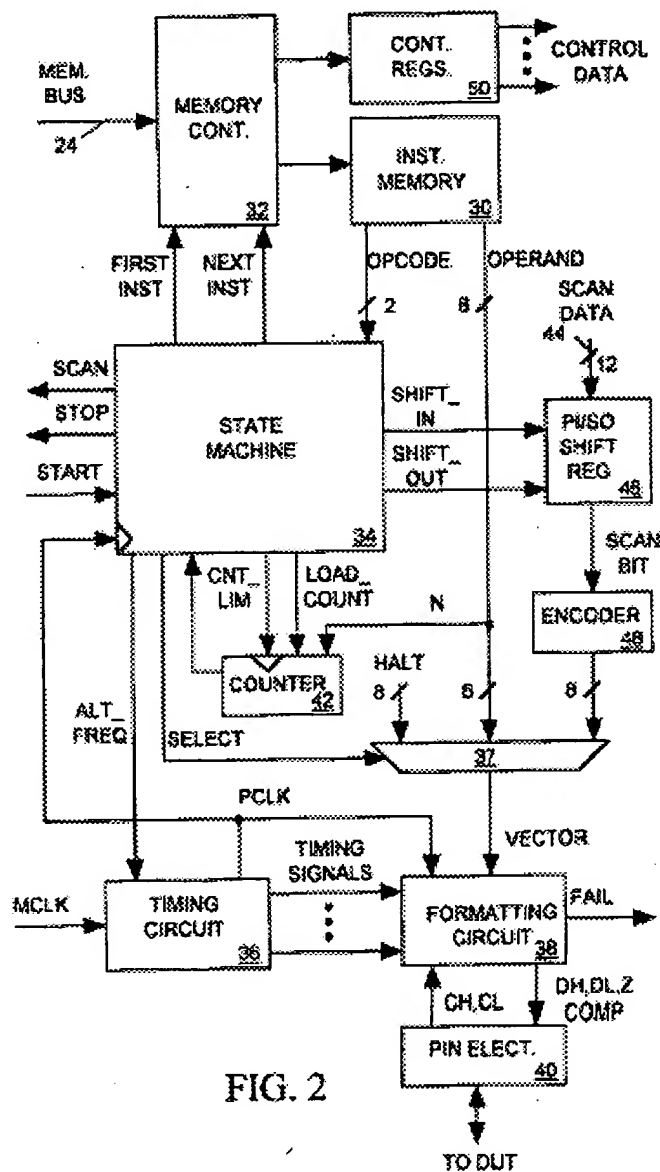 MEM.
BUS
24
MEMORY
CONT.
32
CONT.
REGS.
50
CONTROL
DATA
INST.
MEMORY
30
FIRST
INST
NEXT
INST
OPCODE
2
OPERAND
8
SCAN
DATA
44
12
SCAN
STOP
START
STATE
MACHINE
34
SHIFT_
IN
SHIFT_
OUT
PI/SO
SHIFT
REG
46
SCAN
BIT
CNT_
LIM
LOAD_
COUNT
N
ENCODER
48
COUNTER
42
HALT
8
8
8
ALT_
FREQ
SELECT
37
PCLK
VECTOR
TIMING
SIGNALS
MCLK
TIMING
CIRCUIT
36
FORMATTING
CIRCUIT
38
FAIL
CH,CL
DH,DL,Z
COMP
PIN ELECT.
40
FIG. 2
TO DUT